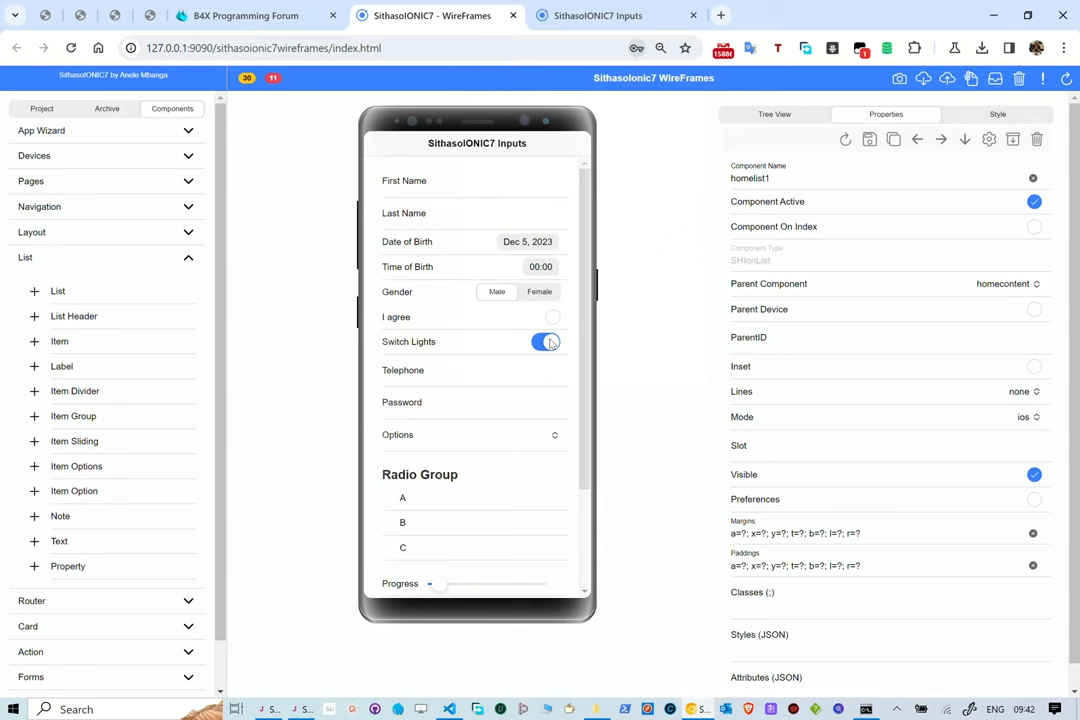 B4X Programming Forum
SithasoIONIC7 - WireFrames
SithasoIONIC7 Inputs
127.0.0.1:9090/sithasoionic7wireframes/index.html
SithasoIONIC7 by Anele Mbanga
30
11
SithasoIonic7 WireFrames
Project
Archive
Components
App Wizard
Devices
Pages
Navigation
Layout
List
List
List Header
Item
Label
Item Divider
Item Group
Item Sliding
Item Options
Item Option
Note
Text
Property
Router
Card
Action
Forms
SithasoIONIC7 Inputs
First Name
Last Name
Date of Birth
Dec 5, 2023
Time of Birth
00:00
Gender
Male
Female
I agree
Switch Lights
Telephone
Password
Options
Radio Group
A
B
C
Progress
Tree View
Properties
Style
Component Name
homelist1
Component Active
Component On Index
Component Type
SHIonList
Parent Component
homecontent
Parent Device
ParentID
Inset
Lines
none
Mode
ios
Slot
Visible
Preferences
Margins
a=?; x=?; y=?; t=?; b=?; l=?; r=?
Paddings
a=?; x=?; y=?; t=?; b=?; l=?; r=?
Classes (;)
Styles (JSON)
Attributes (JSON)
Search
S...
S...
S...
ENG
09:42